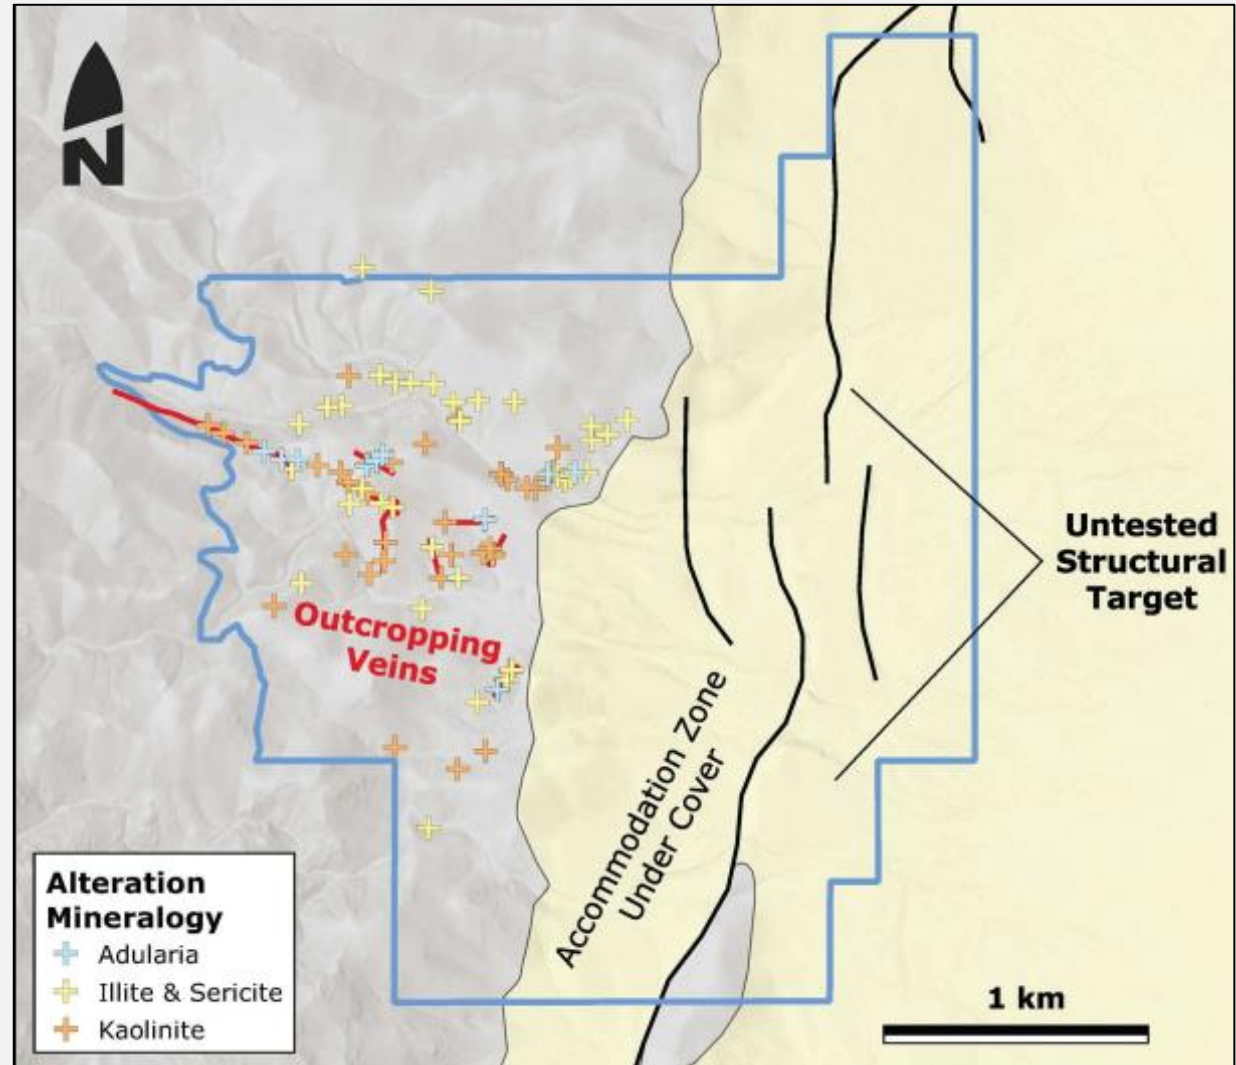 N
Untested
Structural
Target
Outcropping
Veins
Accommodation Zone
Under Cover
Alteration
Mineralogy
Adularia
Illite & Sericite
Kaolinite
1 km